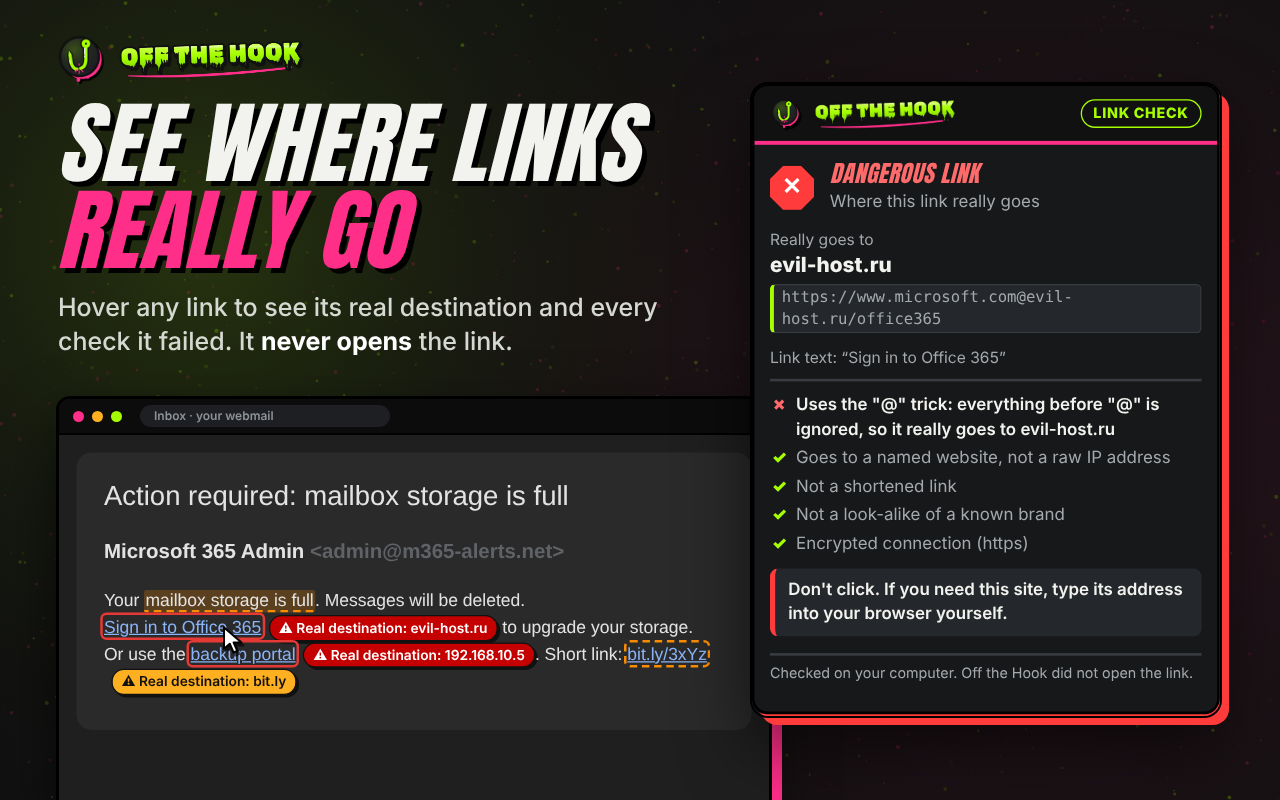 OFF THE HOOK
SEE WHERE LINKS
REALLY GO
Hover any link to see its real destination and every
check it failed. It never opens the link.
Inbox · your webmail
Action required: mailbox storage is full
Microsoft 365 Admin <admin@m365-alerts.net>
Your mailbox storage is full. Messages will be deleted.
Sign in to Office 365 ⚠ Real destination: evil-host.ru to upgrade your storage.
Or use the backup portal ⚠ Real destination: 192.168.10.5 . Short link: bit.ly/3xYz
⚠ Real destination: bit.ly
OFF THE HOOK
LINK CHECK
DANGEROUS LINK
Where this link really goes
Really goes to
evil-host.ru
https://www.microsoft.com@evil-
host.ru/office365
Link text: “Sign in to Office 365”
Uses the "@" trick: everything before "@" is
ignored, so it really goes to evil-host.ru
Goes to a named website, not a raw IP address
Not a shortened link
Not a look-alike of a known brand
Encrypted connection (https)
Don't click. If you need this site, type its address
into your browser yourself.
Checked on your computer. Off the Hook did not open the link.